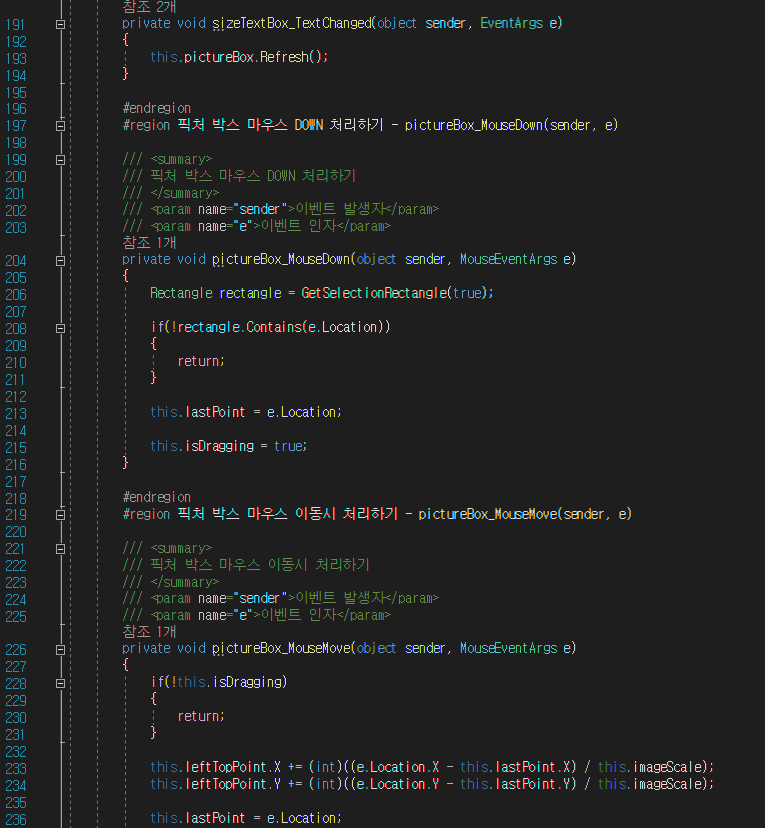 참조 2개
191 private void sizeTextBox_TextChanged(object sender, EventArgs e)
192 {
193 this.pictureBox.Refresh();
194 }
195
196 #endregion
197 #region 픽처 박스 마우스 DOWN 처리하기 - pictureBox_MouseDown(sender, e)
198
199 /// <summary>
200 /// 픽처 박스 마우스 DOWN 처리하기
201 /// </summary>
202 /// <param name="sender">이벤트 발생자</param>
203 /// <param name="e">이벤트 인자</param>
참조 1개
204 private void pictureBox_MouseDown(object sender, MouseEventArgs e)
205 {
206 Rectangle rectangle = GetSelectionRectangle(true);
207
208 if(!rectangle.Contains(e.Location))
209 {
210 return;
211 }
212
213 this.lastPoint = e.Location;
214
215 this.isDragging = true;
216 }
217
218 #endregion
219 #region 픽처 박스 마우스 이동시 처리하기 - pictureBox_MouseMove(sender, e)
220
221 /// <summary>
222 /// 픽처 박스 마우스 이동시 처리하기
223 /// </summary>
224 /// <param name="sender">이벤트 발생자</param>
225 /// <param name="e">이벤트 인자</param>
참조 1개
226 private void pictureBox_MouseMove(object sender, MouseEventArgs e)
227 {
228 if(!this.isDragging)
229 {
230 return;
231 }
232
233 this.leftTopPoint.X += (int)((e.Location.X - this.lastPoint.X) / this.imageScale);
234 this.leftTopPoint.Y += (int)((e.Location.Y - this.lastPoint.Y) / this.imageScale);
235
236 this.lastPoint = e.Location;